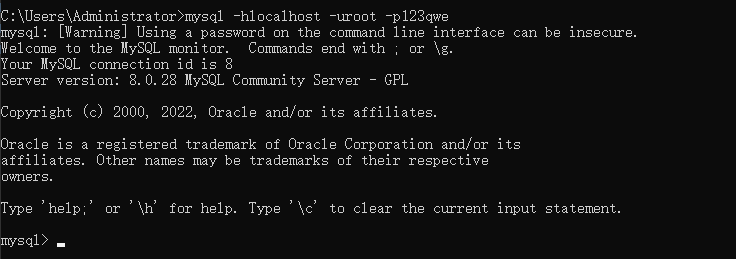 C:\Users\Administrator>mysql -hlocalhost -uroot -p123qwe
mysql: [Warning] Using a password on the command line interface can be insecure.
Welcome to the MySQL monitor.  Commands end with ; or \g.
Your MySQL connection id is 8
Server version: 8.0.28 MySQL Community Server - GPL
Copyright (c) 2000, 2022, Oracle and/or its affiliates.
Oracle is a registered trademark of Oracle Corporation and/or its
affiliates. Other names may be trademarks of their respective
owners.
Type 'help;' or '\h' for help. Type '\c' to clear the current input statement.
mysql>